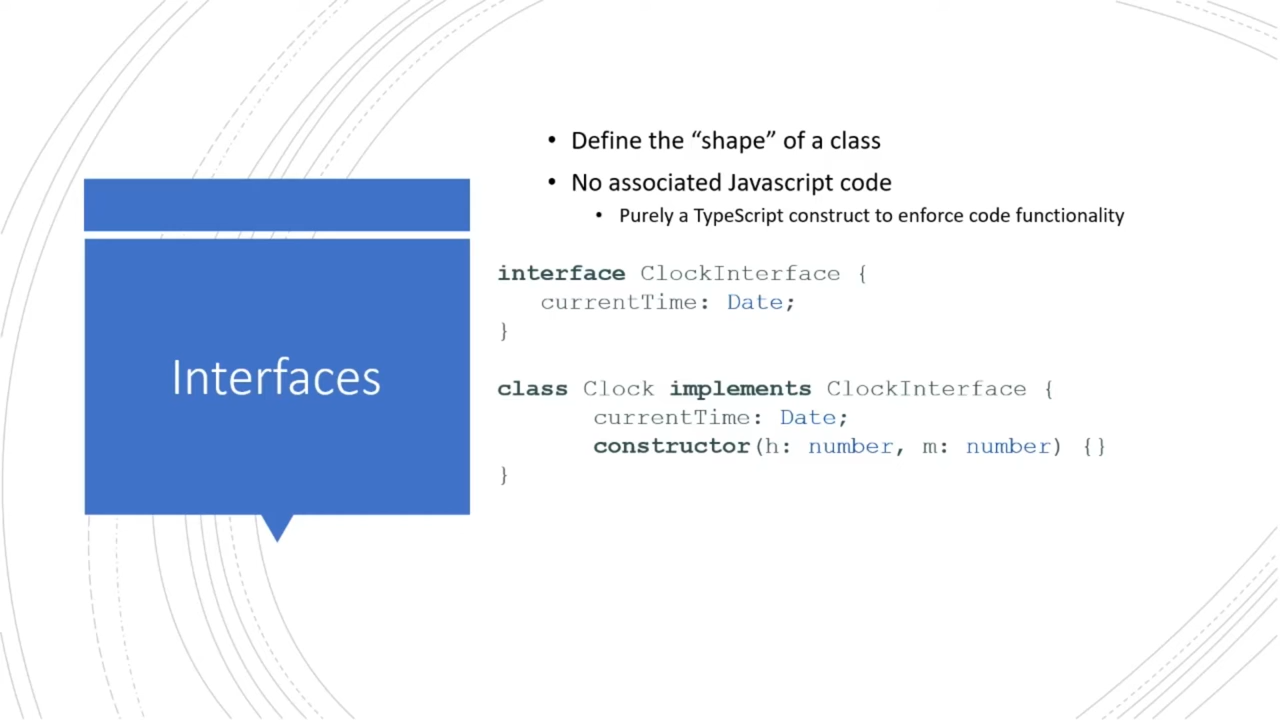 Interfaces
• Define the “shape” of a class
• No associated Javascript code
• Purely a TypeScript construct to enforce code functionality
interface ClockInterface {
currentTime: Date;
}
class Clock implements ClockInterface {
currentTime: Date;
constructor(h: number, m: number) {}
}